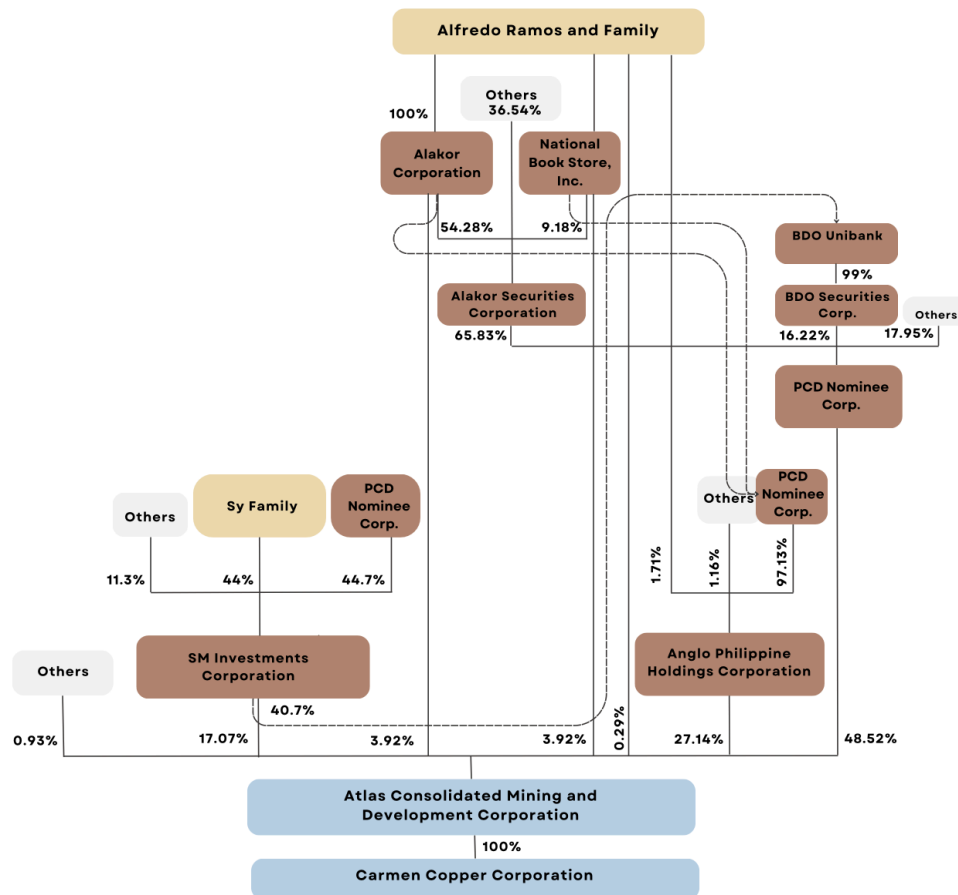 Alfredo Ramos and Family
Others
36.54%
100%
Alakor
Corporation
National
Book Store,
Inc.
54.28%
9.18%
BDO Unibank
99%
Alakor Securities
Corporation
BDO Securities
Corp.
Others
65.83%
16.22%
17.95%
PCD Nominee
Corp.
Others
Sy Family
PCD
Nominee
Corp.
Others
PCD
Nominee
Corp.
11.3%
44%
44.7%
1.71%
1.16%
97.13%
Others
SM Investments
Corporation
Anglo Philippine
Holdings Corporation
40.7%
0.93%
17.07%
3.92%
3.92%
0.29%
27.14%
48.52%
Atlas Consolidated Mining and
Development Corporation
100%
Carmen Copper Corporation